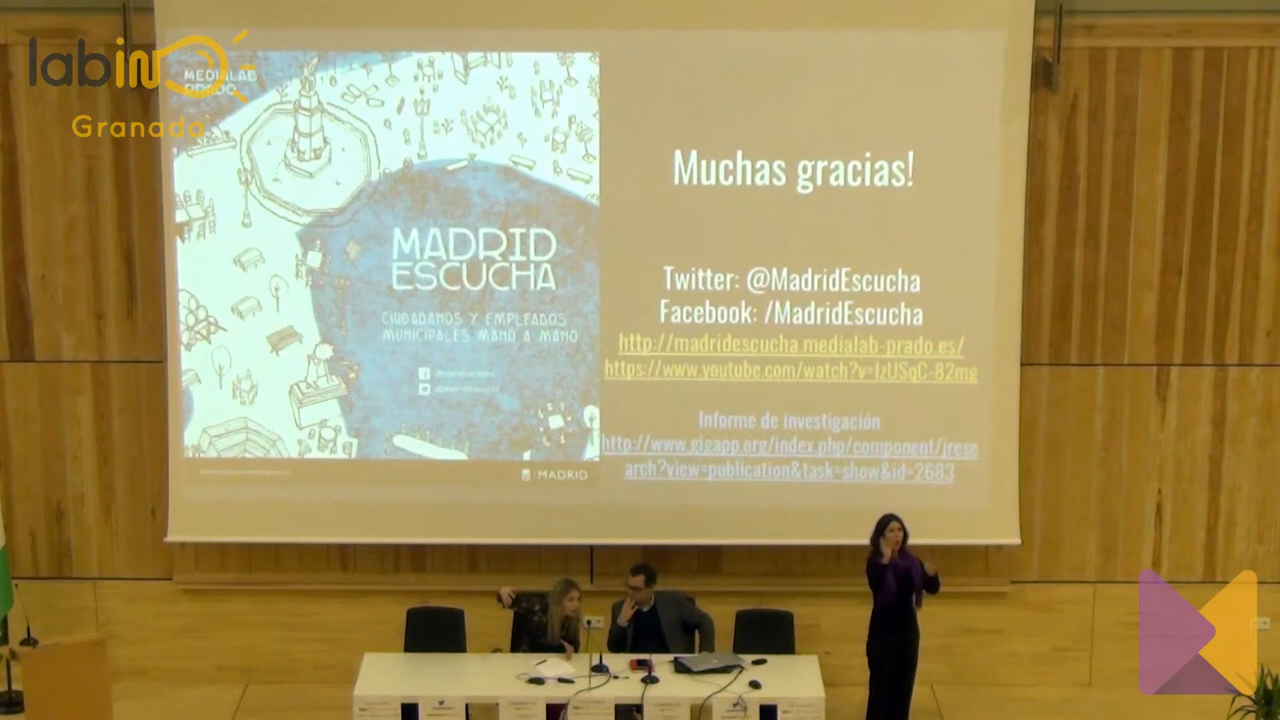 labin
Granada
MEDIALAB
PRADO
MADRID
ESCUCHA
CIUDADANOS Y EMPLEADOS
MUNICIPALES MANO A MANO
MADRID
Muchas gracias!
Twitter: @MadridEscucha
Facebook: /MadridEscucha
http://madridescucha.medialab-prado.es/
https://www.youtube.com/watch?v=IzUSqC-82mg
Informe de investigación
http://www.gigapp.org/index.php/component/jrese
arch?view=publication&task=show&id=2683